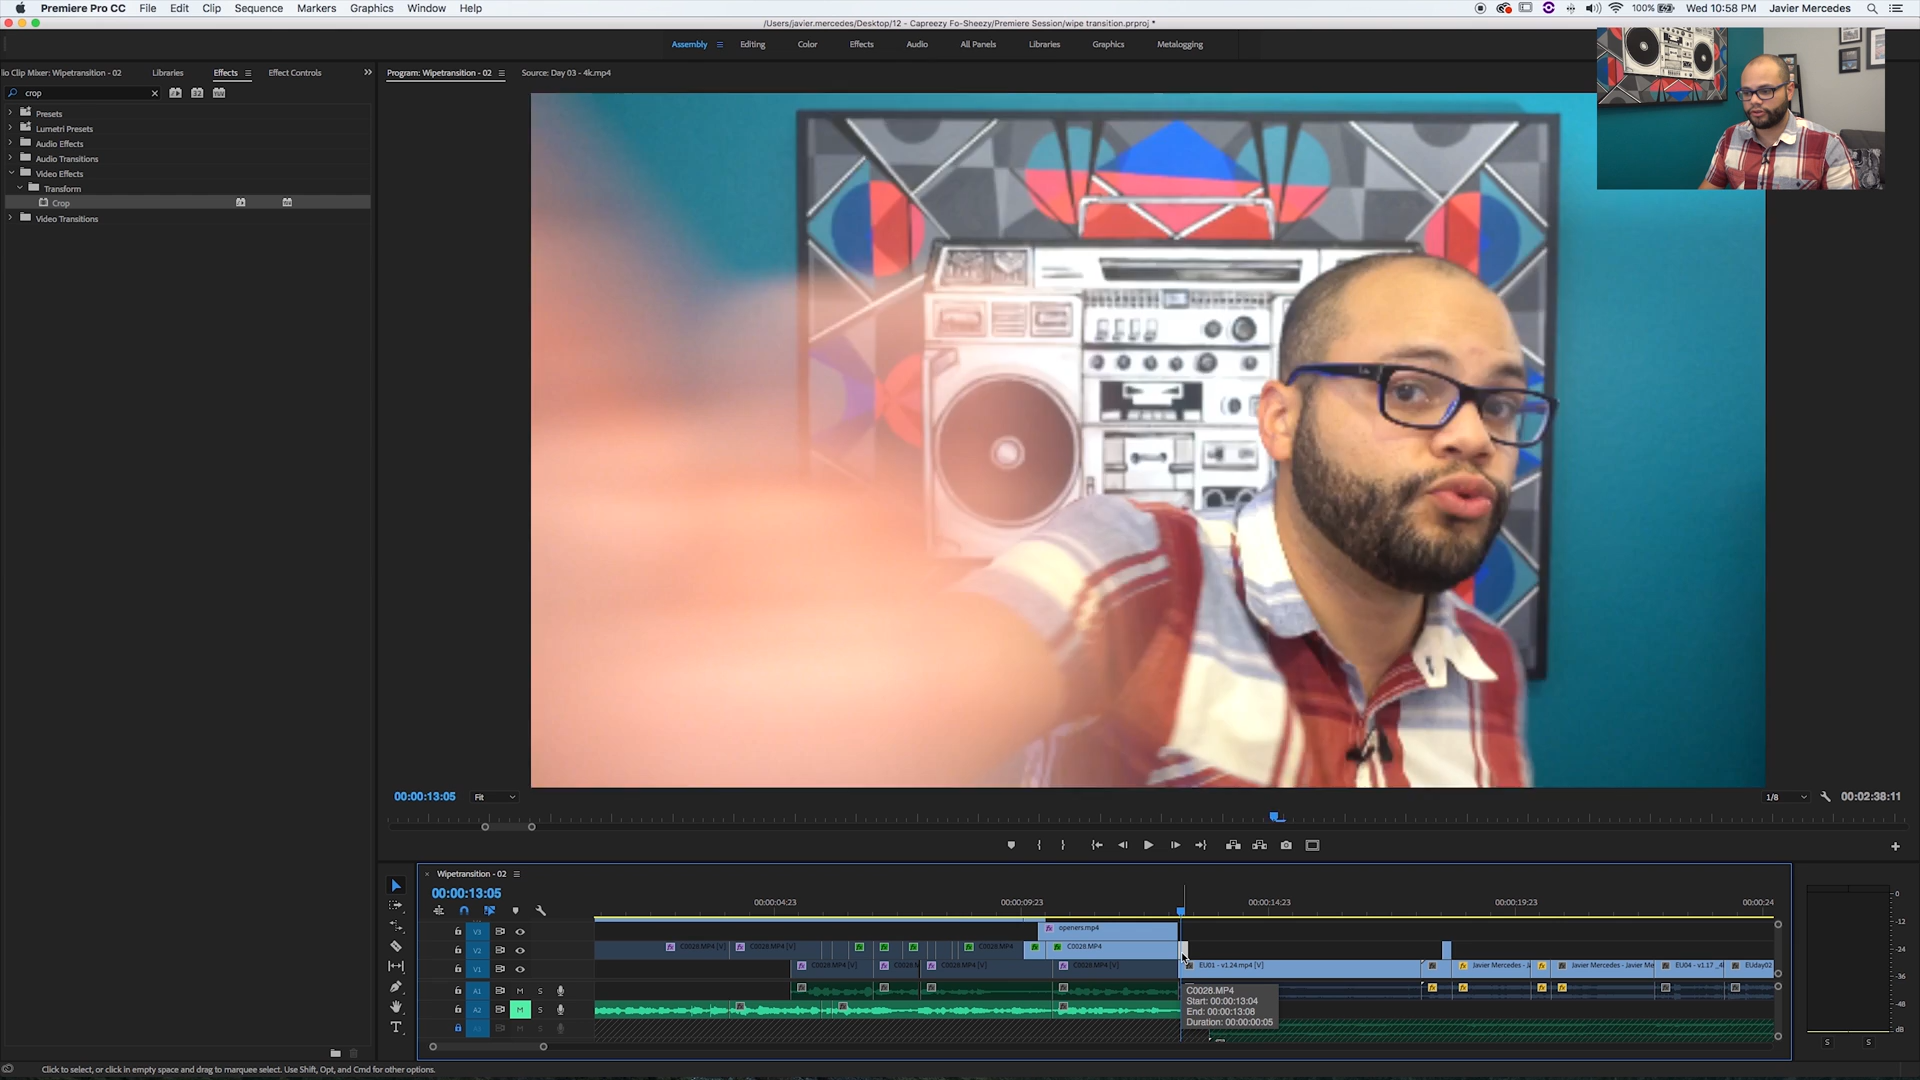 Premiere Pro CC File Edit Clip Sequence Markers Graphics Window Help
100% Wed 10:58 PM Javier Mercedes
/Users/javier.mercedes/Desktop/12 - Capreezy Fo-Sheezy/Premiere Session/wipe transition.prproj *
Assembly Editing Color Effects Audio All Panels Libraries Graphics Metalogging
io Clip Mixer: Wipetransition - 02 Libraries Effects Effect Controls
Program: Wipetransition - 02 Source: Day 03 - 4k.mp4
crop
Presets
Lumetri Presets
Audio Effects
Audio Transitions
Video Effects
Transform
Crop
Video Transitions
00:00:13:05 Fit 1/8 00:02:38:11
Wipetransition - 02
00:00:13:05
00:00:04:23 00:00:09:23 00:00:14:23 00:00:19:23 00:00:24
V3 openers.mp4
V2 C0028.MP4 [V] C0028.MP4 [V] C0028.MP4 C0028.MP4
V1 C0028.MP4 [V] C0028.M C0028.MP4 [V] C0028.MP4 [V] EU01 - v1.24.mp4 [V] Javier Mercedes - Ja Javier Mercedes - Javier Me EU04 - v1.17 _4 EUday02
A1 M S
A2 M S
C0028.MP4
Start: 00:00:13:04
End: 00:00:13:08
Duration: 00:00:00:05
0
-12
-24
-36
-48
dB
S S
Click to select, or click in empty space and drag to marquee select. Use Shift, Opt, and Cmd for other options.